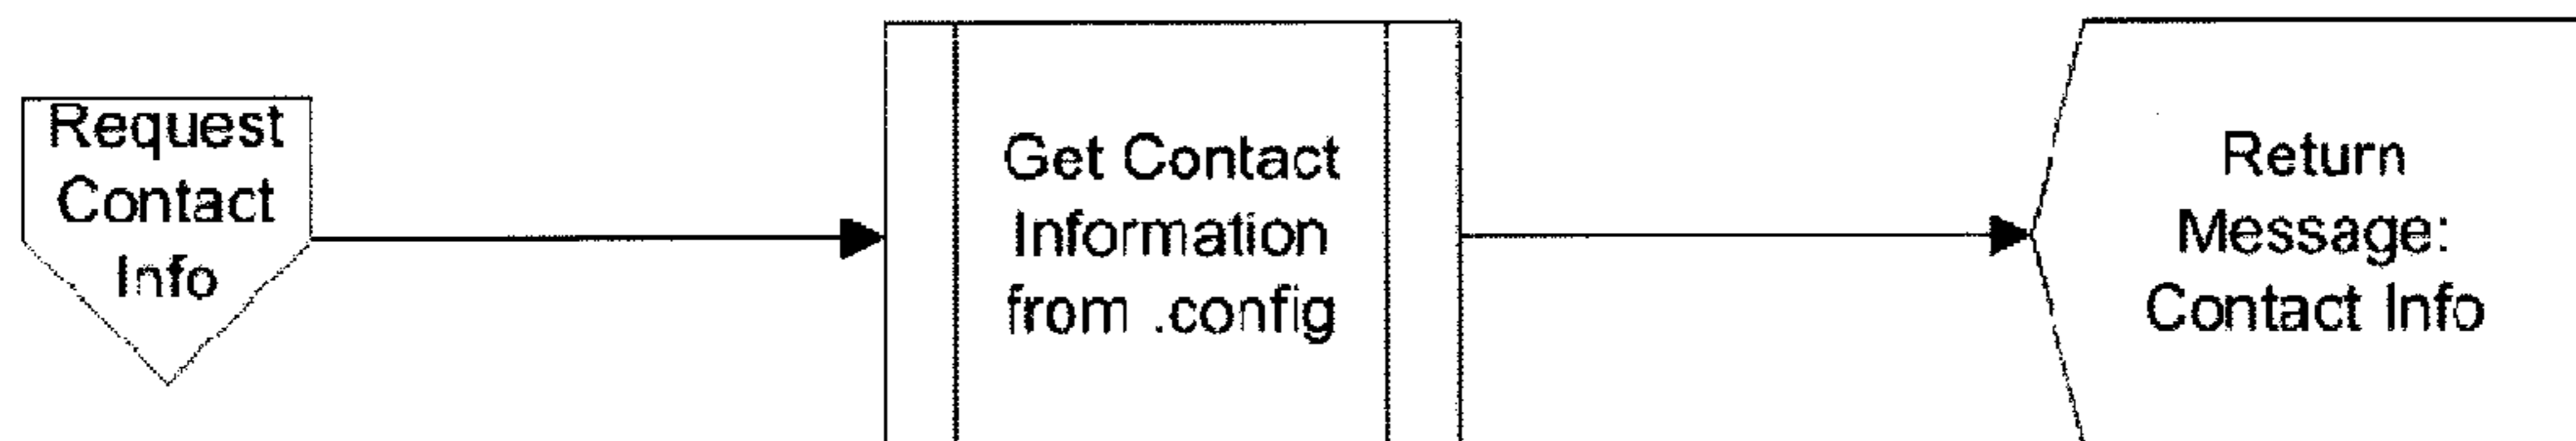 Request
Contact
Info
Get Contact
Information
from .config
Return
Message:
Contact Info